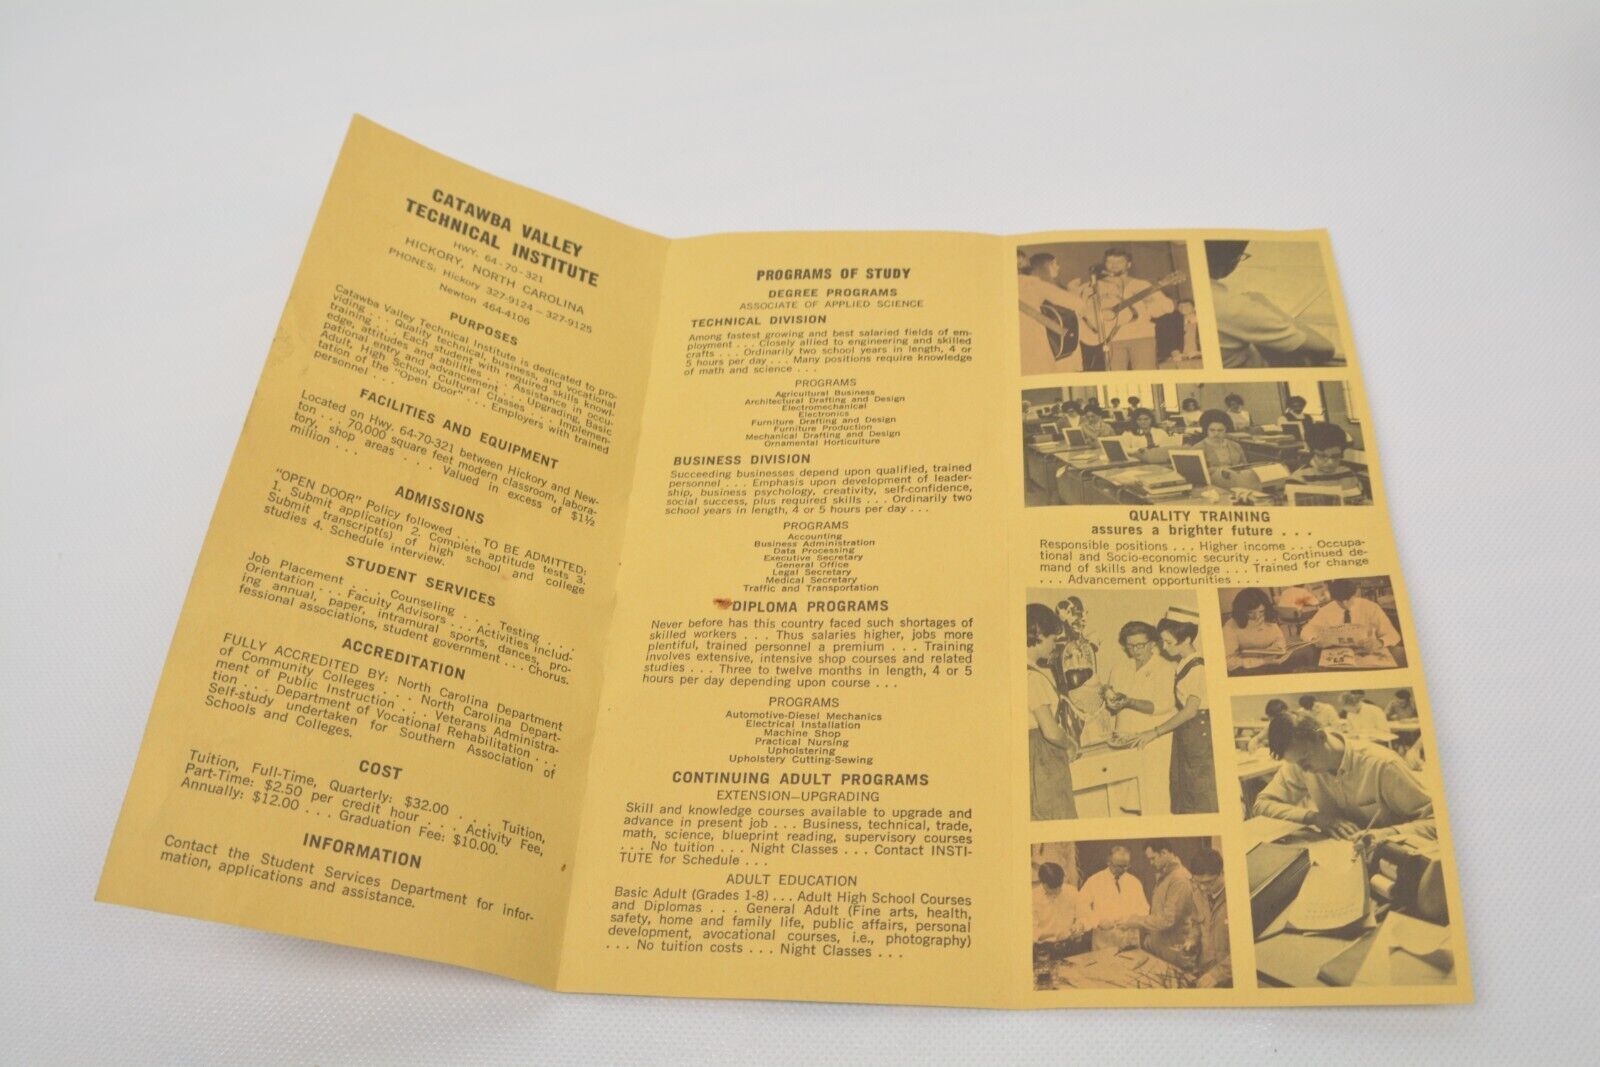 CATAWBA VALLEY
TECHNICAL INSTITUTE
HWY. 64-70-321
HICKORY, NORTH CAROLINA
PHONES: Hickory 327-9124 — 327-9125
Newton 464-4106
PURPOSES
Catawba Valley Technical Institute is dedicated to pro-
viding . . . Quality technical, business, and vocational
training . . . Each student with required skills knowl-
edge, attitudes and abilities . . . Assistance in occu-
pational entry and advancement . . . Upgrading, Basic
Adult, High School, Cultural Classes . . . Implemen-
tation of the "Open Door" . . . Employers with trained
personnel . . .
FACILITIES AND EQUIPMENT
Located on Hwy. 64-70-321 between Hickory and New-
ton . . . 70,000 square feet modern classroom, labora-
tory, shop areas . . . Valued in excess of $1½
million . . .
ADMISSIONS
"OPEN DOOR" Policy followed . . . TO BE ADMITTED:
1. Submit application 2. Complete aptitude tests 3.
Submit transcript(s) of high school and college
studies 4. Schedule interview.
STUDENT SERVICES
Job Placement . . . Counseling . . . Testing . . .
Orientation . . . Faculty Advisors . . . Activities includ-
ing annual, paper, intramural sports, dances, pro-
fessional associations, student government . . . Chorus.
ACCREDITATION
FULLY ACCREDITED BY: North Carolina Department
of Community Colleges . . . North Carolina Depart-
ment of Public Instruction . . . Veterans Administra-
tion . . . Department of Vocational Rehabilitation . . .
Self-study undertaken for Southern Association of
Schools and Colleges.
COST
Tuition, Full-Time, Quarterly: $32.00 . . . Tuition,
Part-Time: $2.50 per credit hour . . . Activity Fee,
Annually: $12.00 . . . Graduation Fee: $10.00.
INFORMATION
Contact the Student Services Department for infor-
mation, applications and assistance.
PROGRAMS OF STUDY
DEGREE PROGRAMS
ASSOCIATE OF APPLIED SCIENCE
TECHNICAL DIVISION
Among fastest growing and best salaried fields of em-
ployment . . . Closely allied to engineering and skilled
crafts . . . Ordinarily two school years in length, 4 or
5 hours per day . . . Many positions require knowledge
of math and science . . .
PROGRAMS
Agricultural Business
Architectural Drafting and Design
Electromechanical
Electronics
Furniture Drafting and Design
Furniture Production
Mechanical Drafting and Design
Ornamental Horticulture
BUSINESS DIVISION
Succeeding businesses depend upon qualified, trained
personnel . . . Emphasis upon development of leader-
ship, business psychology, creativity, self-confidence,
social success, plus required skills . . . Ordinarily two
school years in length, 4 or 5 hours per day . . .
PROGRAMS
Accounting
Business Administration
Data Processing
Executive Secretary
General Office
Legal Secretary
Medical Secretary
Traffic and Transportation
DIPLOMA PROGRAMS
Never before has this country faced such shortages of
skilled workers . . . Thus salaries higher, jobs more
plentiful, trained personnel a premium . . . Training
involves extensive, intensive shop courses and related
studies . . . Three to twelve months in length, 4 or 5
hours per day depending upon course . . .
PROGRAMS
Automotive-Diesel Mechanics
Electrical Installation
Machine Shop
Practical Nursing
Upholstering
Upholstery Cutting-Sewing
CONTINUING ADULT PROGRAMS
EXTENSION—UPGRADING
Skill and knowledge courses available to upgrade and
advance in present job . . . Business, technical, trade,
math, science, blueprint reading, supervisory courses
. . . No tuition . . . Night Classes . . . Contact INSTI-
TUTE for Schedule . . .
ADULT EDUCATION
Basic Adult (Grades 1-8) . . . Adult High School Courses
and Diplomas . . . General Adult (Fine arts, health,
safety, home and family life, public affairs, personal
development, avocational courses, i.e., photography)
. . . No tuition costs . . . Night Classes . . .
QUALITY TRAINING
assures a brighter future . . .
Responsible positions . . . Higher income . . . Occupa-
tional and Socio-economic security . . . Continued de-
mand of skills and knowledge . . . Trained for change
. . . Advancement opportunities . . .